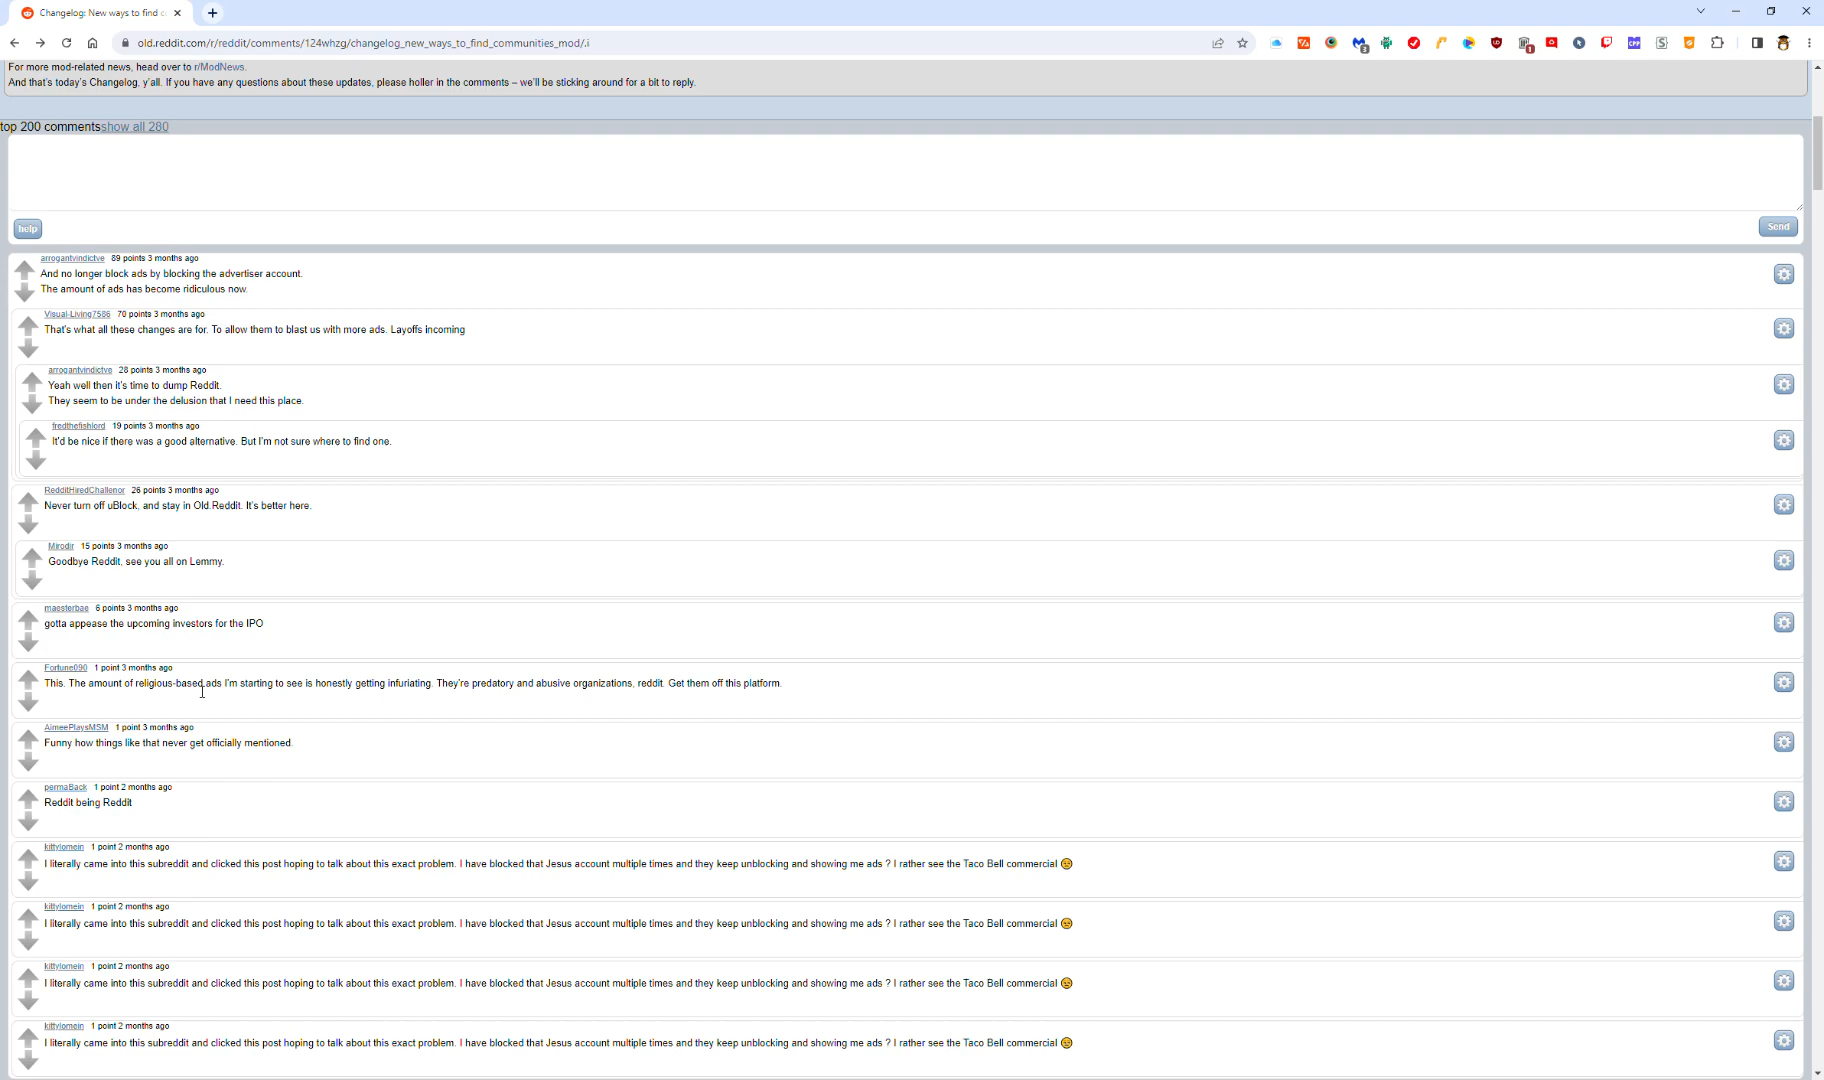 Changelog: New ways to find c
old.reddit.com/r/reddit/comments/124whzg/changelog_new_ways_to_find_communities_mod/.i
For more mod-related news, head over to r/ModNews.
And that's today's Changelog, y'all. If you have any questions about these updates, please holler in the comments – we'll be sticking around for a bit to reply.
top 200 commentsshow all 280
help
Send
arrogantvindictve 89 points 3 months ago
And no longer block ads by blocking the advertiser account.
The amount of ads has become ridiculous now.
Visual-Living7586 70 points 3 months ago
That's what all these changes are for. To allow them to blast us with more ads. Layoffs incoming
arrogantvindictve 28 points 3 months ago
Yeah well then it's time to dump Reddit.
They seem to be under the delusion that I need this place.
fredthefishlord 19 points 3 months ago
It'd be nice if there was a good alternative. But I'm not sure where to find one.
RedditHiredChallenor 26 points 3 months ago
Never turn off uBlock, and stay in Old.Reddit. It's better here.
Mirodir 15 points 3 months ago
Goodbye Reddit, see you all on Lemmy.
maesterbae 6 points 3 months ago
gotta appease the upcoming investors for the IPO
Fortune090 1 point 3 months ago
This. The amount of religious-based ads I'm starting to see is honestly getting infuriating. They're predatory and abusive organizations, reddit. Get them off this platform.
AimeePlaysMSM 1 point 3 months ago
Funny how things like that never get officially mentioned.
permaBack 1 point 2 months ago
Reddit being Reddit
kittylomein 1 point 2 months ago
I literally came into this subreddit and clicked this post hoping to talk about this exact problem. I have blocked that Jesus account multiple times and they keep unblocking and showing me ads ? I rather see the Taco Bell commercial 😣
kittylomein 1 point 2 months ago
I literally came into this subreddit and clicked this post hoping to talk about this exact problem. I have blocked that Jesus account multiple times and they keep unblocking and showing me ads ? I rather see the Taco Bell commercial 😣
kittylomein 1 point 2 months ago
I literally came into this subreddit and clicked this post hoping to talk about this exact problem. I have blocked that Jesus account multiple times and they keep unblocking and showing me ads ? I rather see the Taco Bell commercial 😣
kittylomein 1 point 2 months ago
I literally came into this subreddit and clicked this post hoping to talk about this exact problem. I have blocked that Jesus account multiple times and they keep unblocking and showing me ads ? I rather see the Taco Bell commercial 😣